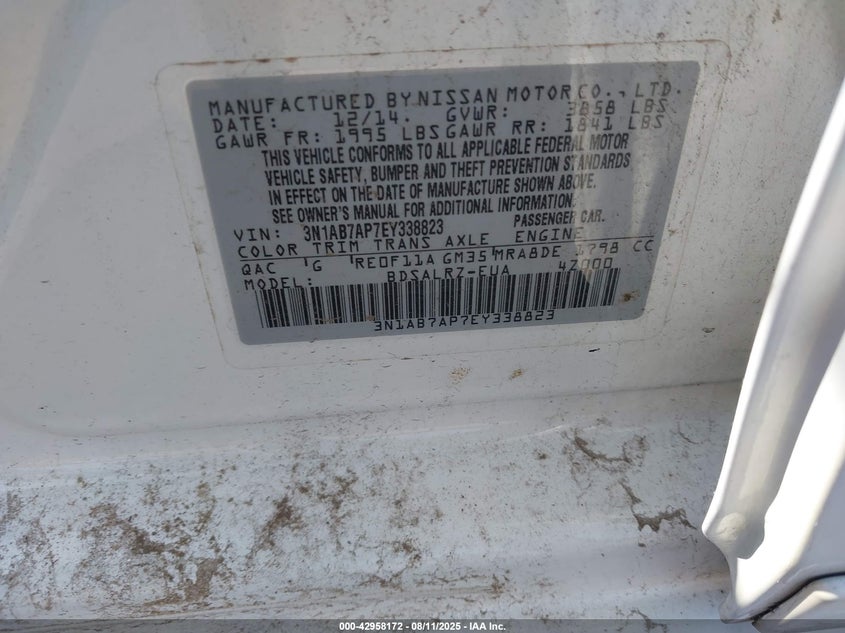 MANUFACTURED BY NISSAN MOTOR CO., LTD.
DATE: 12/14. GVWR: 3858 LBS
GAWR FR: 1995 LBS GAWR RR: 1841 LBS
THIS VEHICLE CONFORMS TO ALL APPLICABLE FEDERAL MOTOR
VEHICLE SAFETY, BUMPER AND THEFT PREVENTION STANDARDS
IN EFFECT ON THE DATE OF MANUFACTURE SHOWN ABOVE.
SEE OWNER'S MANUAL FOR ADDITIONAL INFORMATION.
VIN: 3N1AB7AP7EY338823 PASSENGER CAR.
COLOR TRIM TRANS AXLE ENGINE
QAC G RE0F11A GM35 MRA8DE 1798 CC
MODEL: BDSALRZ-EUA 4Z000
3N1AB7AP7EY338823
000-42958172 - 08/11/2025 - IAA Inc.